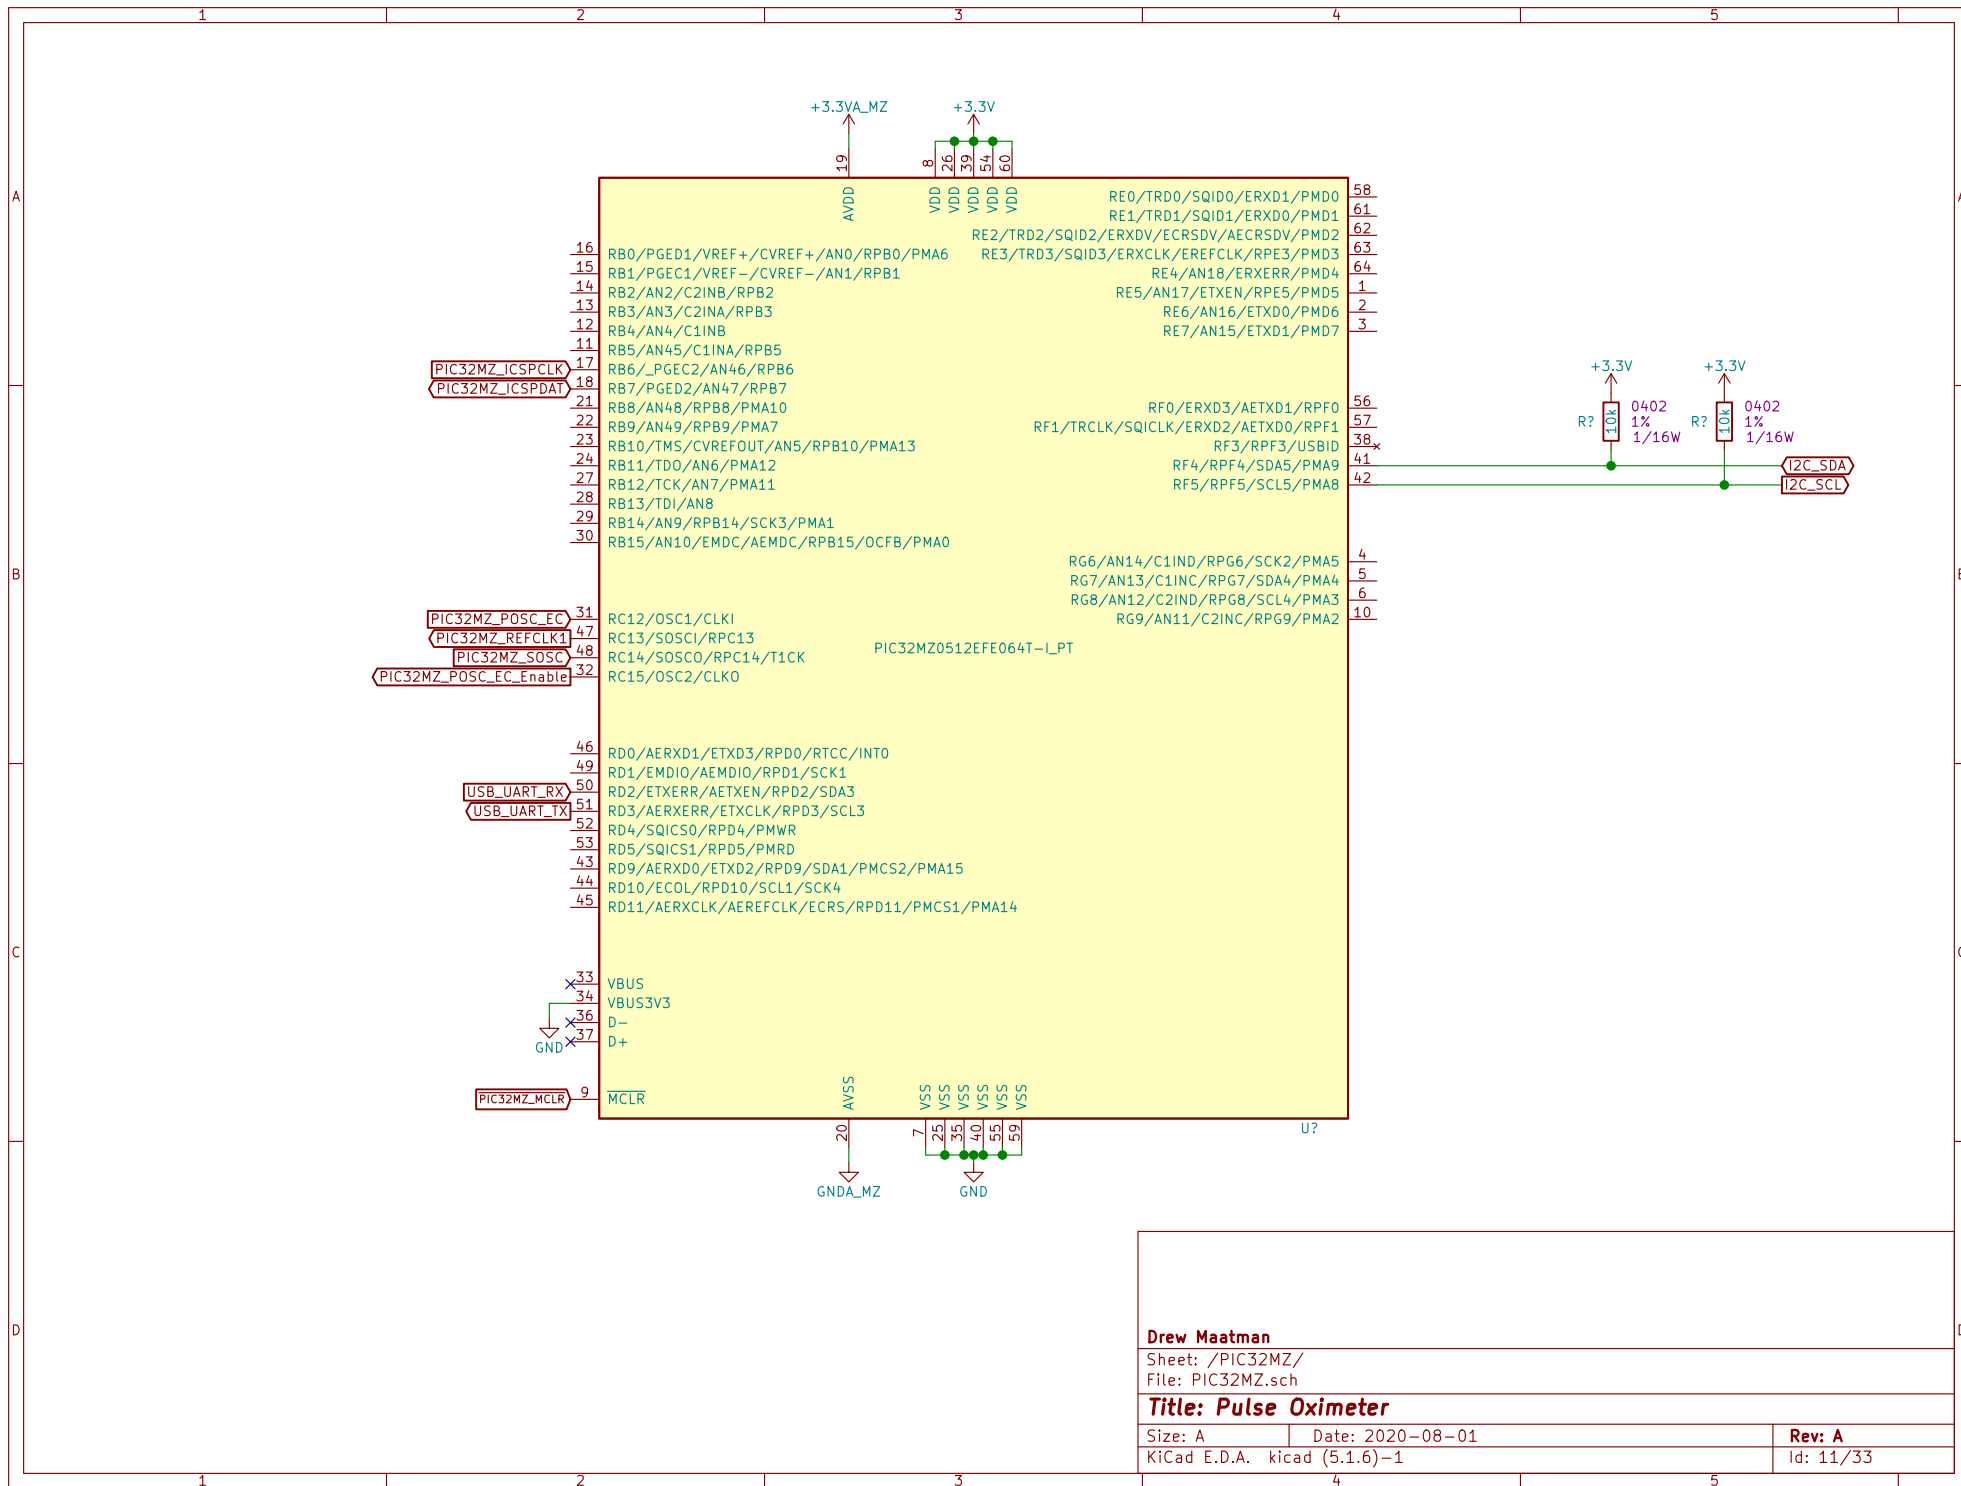 1 2 3 4 5
A
B
C
D
+3.3VA_MZ
+3.3V
19
8
26
39
54
60
AVDD
VDD
VDD
VDD
VDD
VDD
16 RB0/PGED1/VREF+/CVREF+/AN0/RPB0/PMA6
15 RB1/PGEC1/VREF-/CVREF-/AN1/RPB1
14 RB2/AN2/C2INB/RPB2
13 RB3/AN3/C2INA/RPB3
12 RB4/AN4/C1INB
11 RB5/AN45/C1INA/RPB5
PIC32MZ_ICSPCLK 17 RB6/_PGEC2/AN46/RPB6
PIC32MZ_ICSPDAT 18 RB7/PGED2/AN47/RPB7
21 RB8/AN48/RPB8/PMA10
22 RB9/AN49/RPB9/PMA7
23 RB10/TMS/CVREFOUT/AN5/RPB10/PMA13
24 RB11/TDO/AN6/PMA12
27 RB12/TCK/AN7/PMA11
28 RB13/TDI/AN8
29 RB14/AN9/RPB14/SCK3/PMA1
30 RB15/AN10/EMDC/AEMDC/RPB15/OCFB/PMA0
PIC32MZ_POSC_EC 31 RC12/OSC1/CLKI
PIC32MZ_REFCLK1 47 RC13/SOSCI/RPC13
PIC32MZ_SOSC 48 RC14/SOSCO/RPC14/T1CK
PIC32MZ_POSC_EC_Enable 32 RC15/OSC2/CLKO
46 RD0/AERXD1/ETXD3/RPD0/RTCC/INT0
49 RD1/EMDIO/AEMDIO/RPD1/SCK1
USB_UART_RX 50 RD2/ETXERR/AETXEN/RPD2/SDA3
USB_UART_TX 51 RD3/AERXERR/ETXCLK/RPD3/SCL3
52 RD4/SQICS0/RPD4/PMWR
53 RD5/SQICS1/RPD5/PMRD
43 RD9/AERXD0/ETXD2/RPD9/SDA1/PMCS2/PMA15
44 RD10/ECOL/RPD10/SCL1/SCK4
45 RD11/AERXCLK/AEREFCLK/ECRS/RPD11/PMCS1/PMA14
33 VBUS
34 VBUS3V3
36 D-
37 D+
GND
PIC32MZ_MCLR 9 MCLR
RE0/TRD0/SQID0/ERXD1/PMD0 58
RE1/TRD1/SQID1/ERXD0/PMD1 61
RE2/TRD2/SQID2/ERXDV/ECRSDV/AECRSDV/PMD2 62
RE3/TRD3/SQID3/ERXCLK/EREFCLK/RPE3/PMD3 63
RE4/AN18/ERXERR/PMD4 64
RE5/AN17/ETXEN/RPE5/PMD5 1
RE6/AN16/ETXD0/PMD6 2
RE7/AN15/ETXD1/PMD7 3
RF0/ERXD3/AETXD1/RPF0 56
RF1/TRCLK/SQICLK/ERXD2/AETXD0/RPF1 57
RF3/RPF3/USBID 38
RF4/RPF4/SDA5/PMA9 41
RF5/RPF5/SCL5/PMA8 42
RG6/AN14/C1IND/RPG6/SCK2/PMA5 4
RG7/AN13/C1INC/RPG7/SDA4/PMA4 5
RG8/AN12/C2IND/RPG8/SCL4/PMA3 6
RG9/AN11/C2INC/RPG9/PMA2 10
PIC32MZ0512EFE064T-I_PT
+3.3V
R?
10k
0402
1%
1/16W
+3.3V
R?
10k
0402
1%
1/16W
I2C_SDA
I2C_SCL
AVSS
VSS
VSS
VSS
VSS
VSS
VSS
20
7
25
35
40
55
59
U?
GNDA_MZ
GND
Drew Maatman
Sheet: /PIC32MZ/
File: PIC32MZ.sch
Title: Pulse Oximeter
Size: A Date: 2020-08-01 Rev: A
KiCad E.D.A. kicad (5.1.6)-1 Id: 11/33
A
B
C
D
1 2 3 4 5